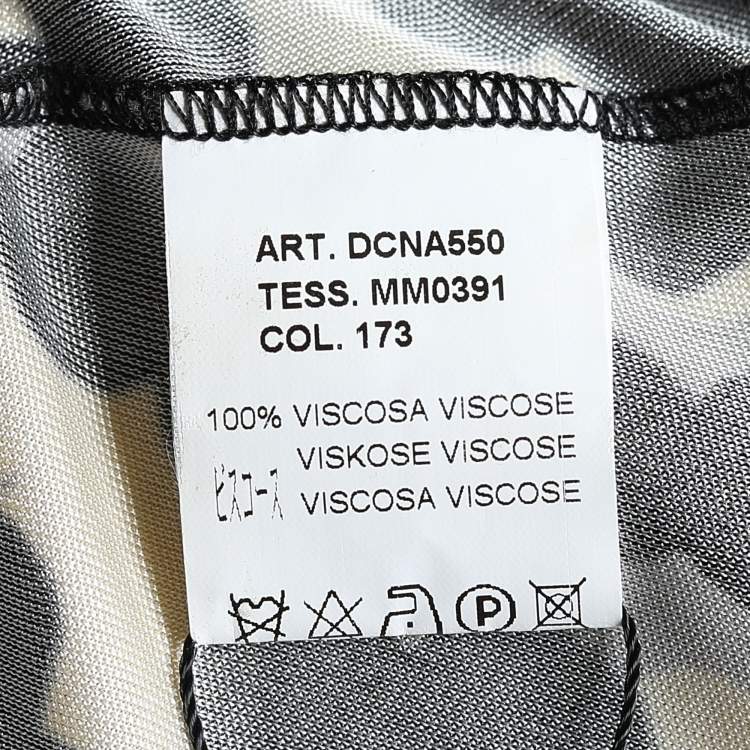 ART. DCNA550
TESS. MM0391
COL. 173
100% VISCOSA VISCOSE
VISKOSE VISCOSE
ビスコース VISCOSA VISCOSE
P